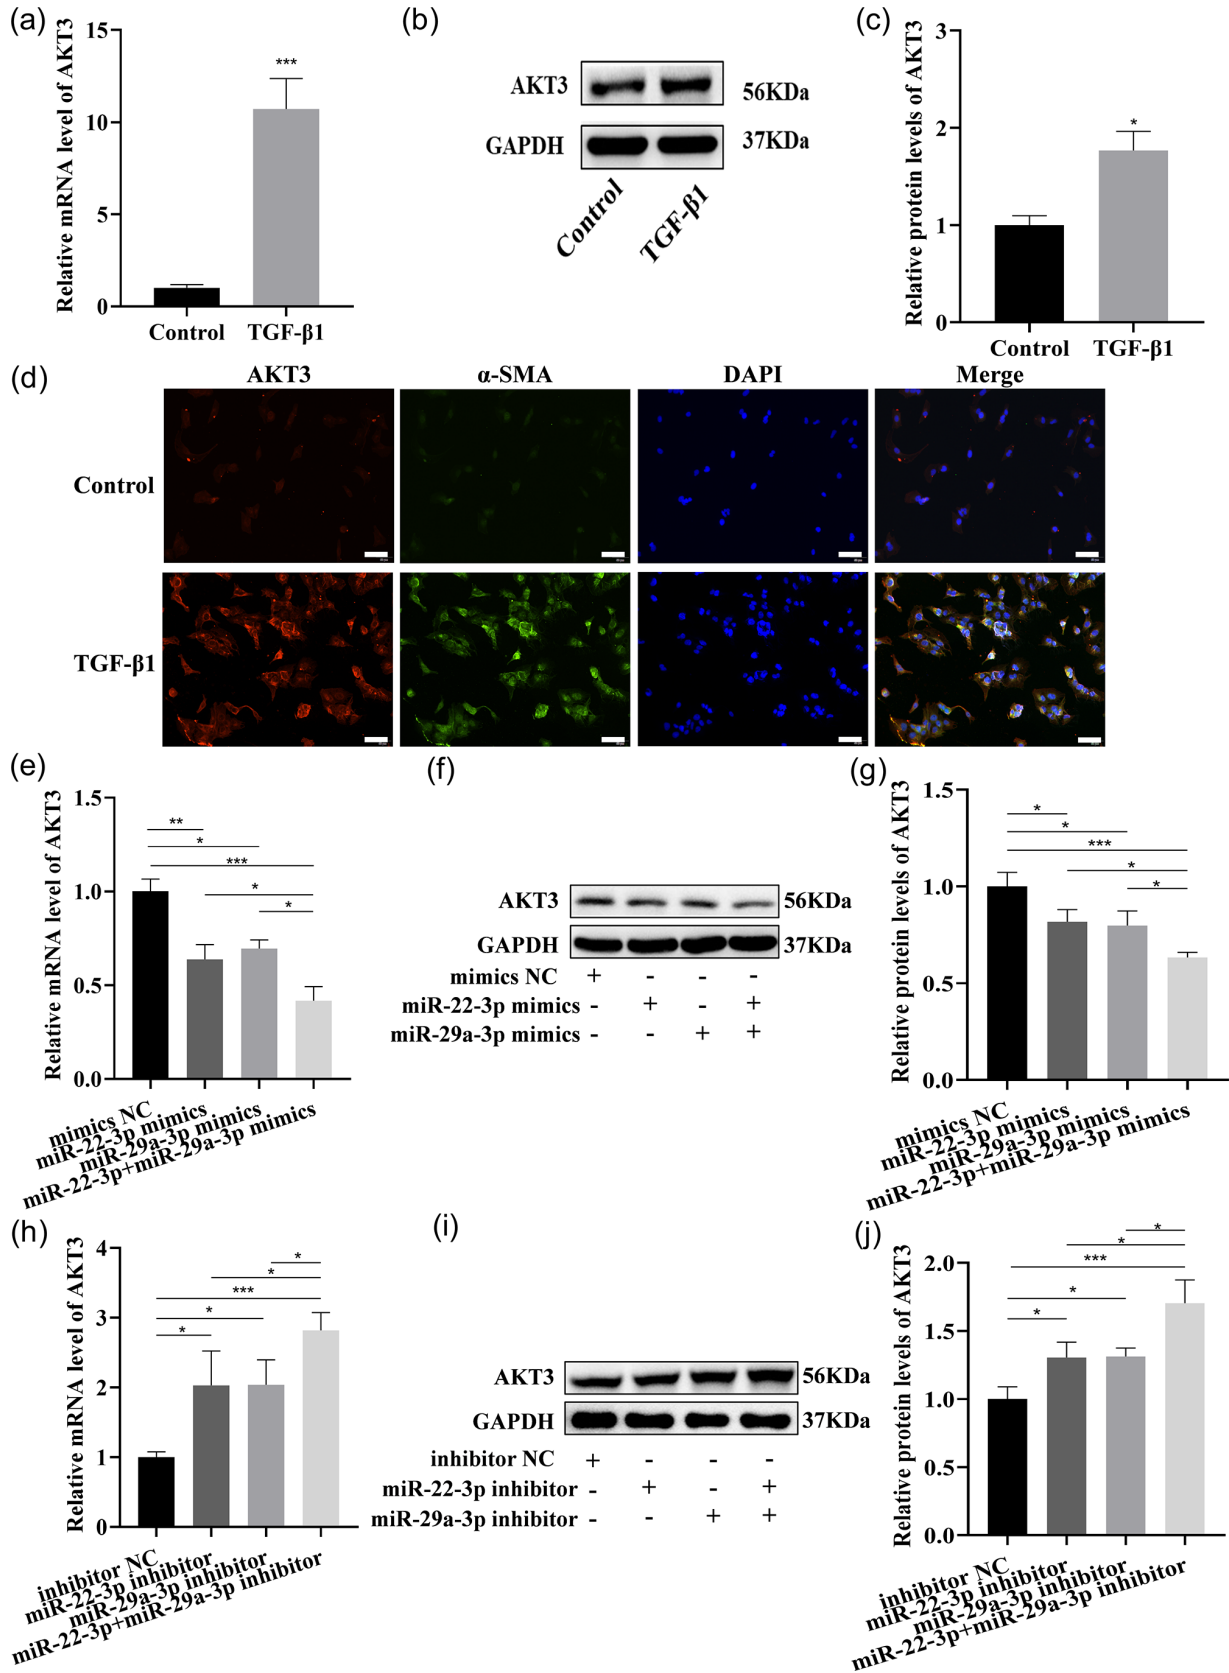 (a)
Relative mRNA level of AKT3
15
10
5
0
***
Control
TGF-β1
(b)
AKT3
56KDa
GAPDH
37KDa
Control
TGF-β1
(c)
Relative protein levels of AKT3
3
2
1
0
*
Control
TGF-β1
(d)
AKT3
α-SMA
DAPI
Merge
Control
TGF-β1
(e)
Relative mRNA level of AKT3
1.5
1.0
0.5
0.0
**
*
***
*
*
mimics NC
miR-22-3p mimics
miR-29a-3p mimics
miR-22-3p+miR-29a-3p mimics
(f)
AKT3
56KDa
GAPDH
37KDa
mimics NC + - - -
miR-22-3p mimics - + - +
miR-29a-3p mimics - - + +
(g)
Relative protein levels of AKT3
1.5
1.0
0.5
0.0
*
*
***
*
*
mimics NC
miR-22-3p mimics
miR-29a-3p mimics
miR-22-3p+miR-29a-3p mimics
(h)
Relative mRNA level of AKT3
4
3
2
1
0
*
*
***
*
*
inhibitor NC
miR-22-3p inhibitor
miR-29a-3p inhibitor
miR-22-3p+miR-29a-3p inhibitor
(i)
AKT3
56KDa
GAPDH
37KDa
inhibitor NC + - - -
miR-22-3p inhibitor - + - +
miR-29a-3p inhibitor - - + +
(j)
Relative protein levels of AKT3
2.0
1.5
1.0
0.5
0.0
*
*
***
*
*
inhibitor NC
miR-22-3p inhibitor
miR-29a-3p inhibitor
miR-22-3p+miR-29a-3p inhibitor